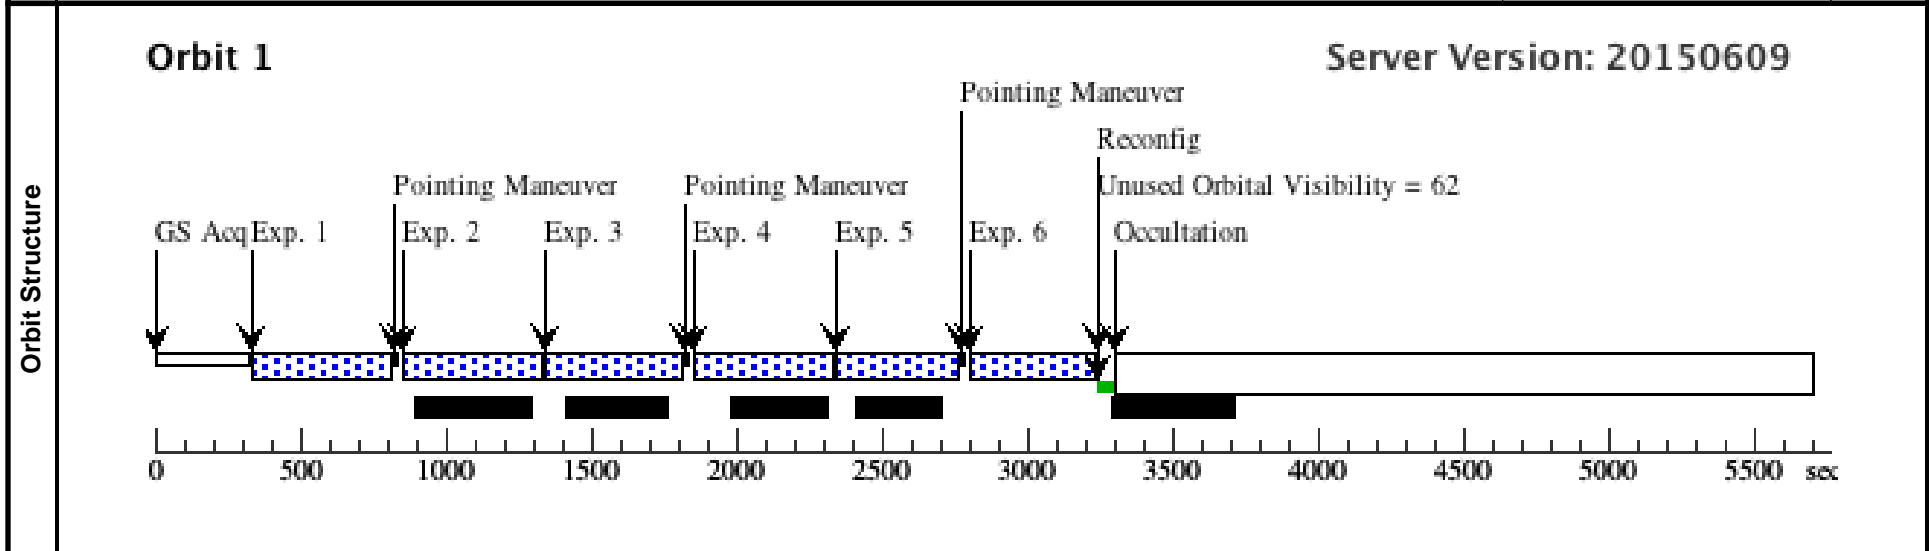 Orbit Structure
Orbit 1
Server Version: 20150609
Pointing Maneuver
Reconfig
Pointing Maneuver
Pointing Maneuver
Unused Orbital Visibility = 62
GS Acq
Exp. 1
Exp. 2
Exp. 3
Exp. 4
Exp. 5
Exp. 6
Occultation
0 500 1000 1500 2000 2500 3000 3500 4000 4500 5000 5500 sec